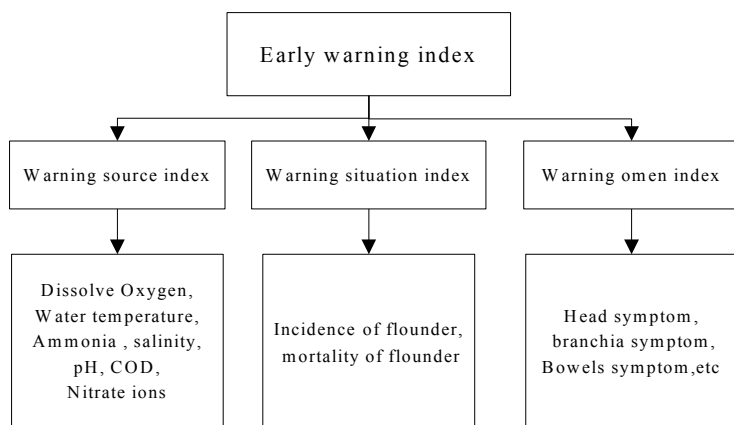 Early warning index
Warning source index
Warning situation index
Warning omen index
Dissolve Oxygen,
Water temperature,
Ammonia , salinity,
pH, COD,
Nitrate ions
Incidence of flounder,
mortality of flounder
Head symptom,
branchia symptom,
Bowels symptom,etc